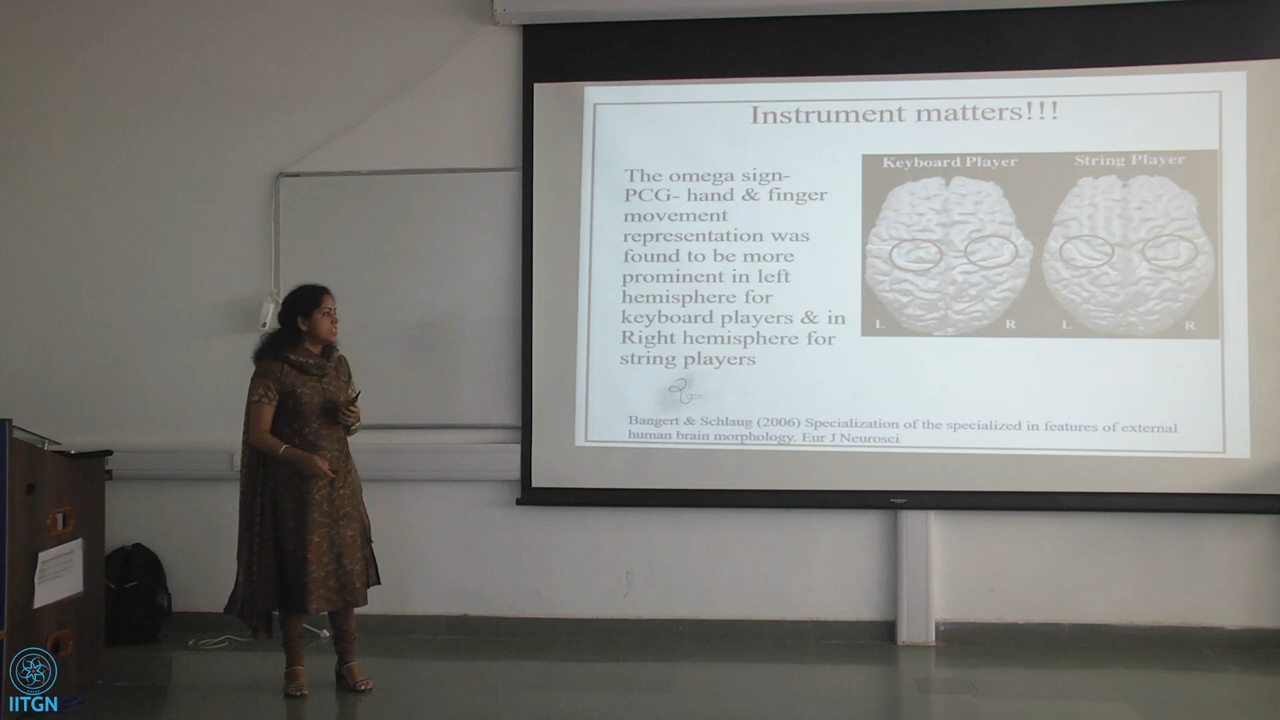 Instrument matters!!!
The omega sign-
PCG- hand & finger
movement
representation was
found to be more
prominent in left
hemisphere for
keyboard players & in
Right hemisphere for
string players
Keyboard Player
String Player
L
R
L
R
Bangert & Schlaug (2006) Specialization of the specialized in features of external
human brain morphology. Eur J Neurosci
IITGN